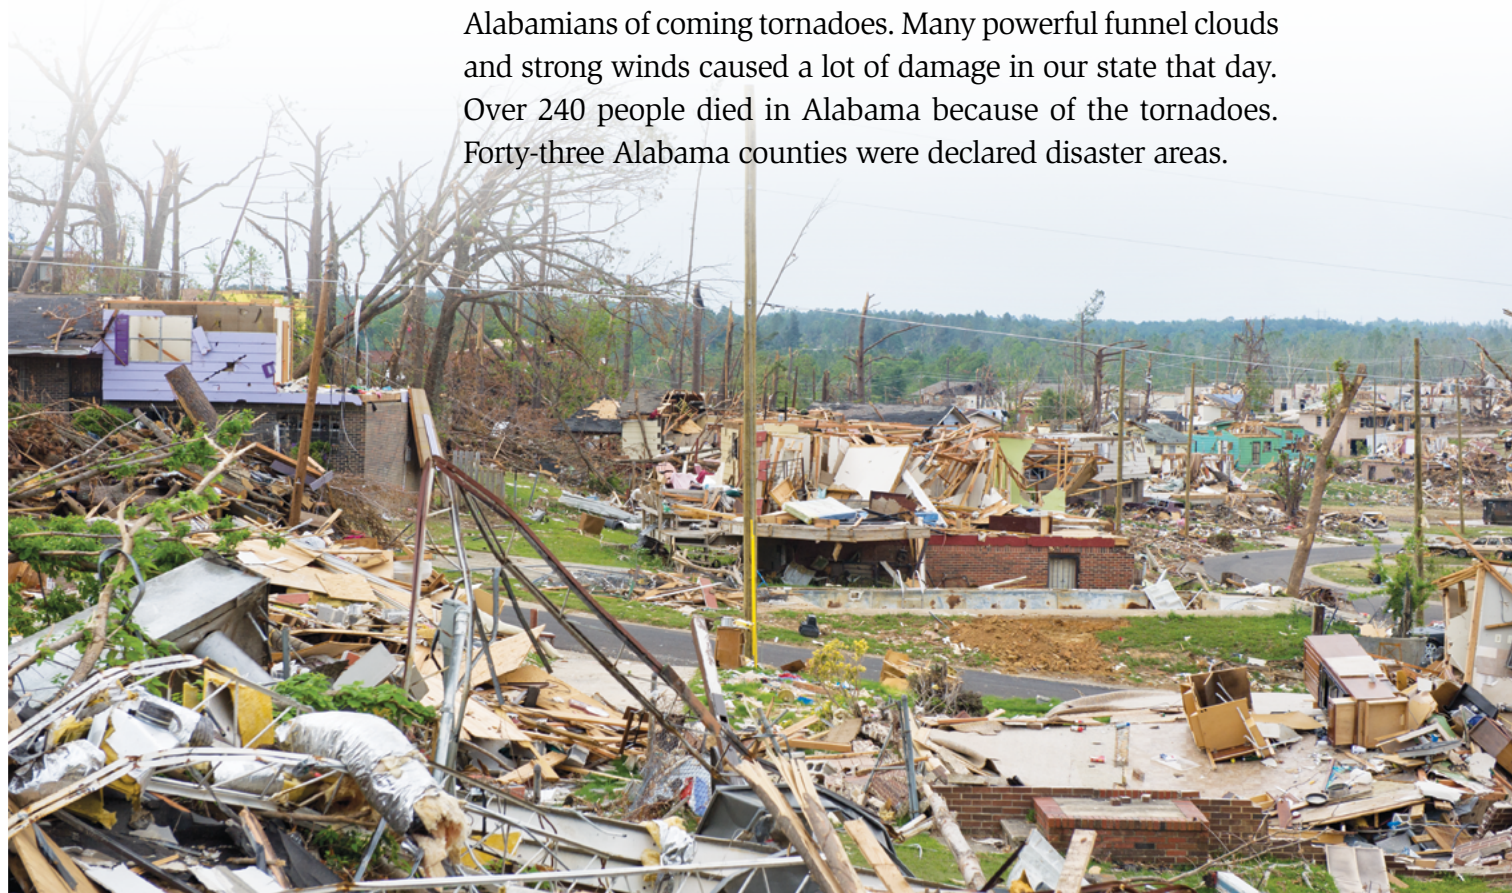 Alabamians of coming tornadoes. Many powerful funnel clouds
and strong winds caused a lot of damage in our state that day.
Over 240 people died in Alabama because of the tornadoes.
Forty-three Alabama counties were declared disaster areas.